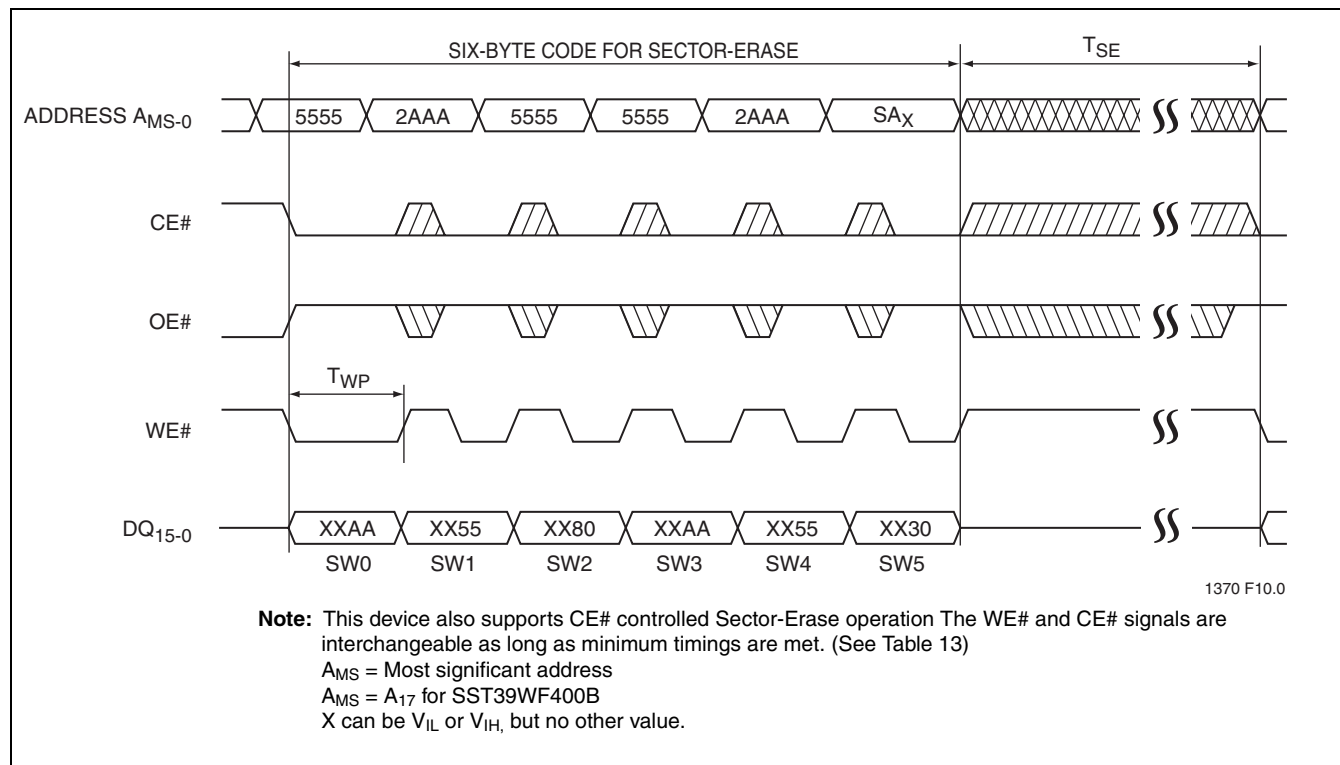 SIX-BYTE CODE FOR SECTOR-ERASE TSE
ADDRESS AMS-0 5555 2AAA 5555 5555 2AAA SAX
CE#
OE#
TWP
WE#
DQ15-0 XXAA XX55 XX80 XXAA XX55 XX30
SW0 SW1 SW2 SW3 SW4 SW5
1370 F10.0
Note: This device also supports CE# controlled Sector-Erase operation The WE# and CE# signals are
interchangeable as long as minimum timings are met. (See Table 13)
AMS = Most significant address
AMS = A17 for SST39WF400B
X can be VIL or VIH, but no other value.